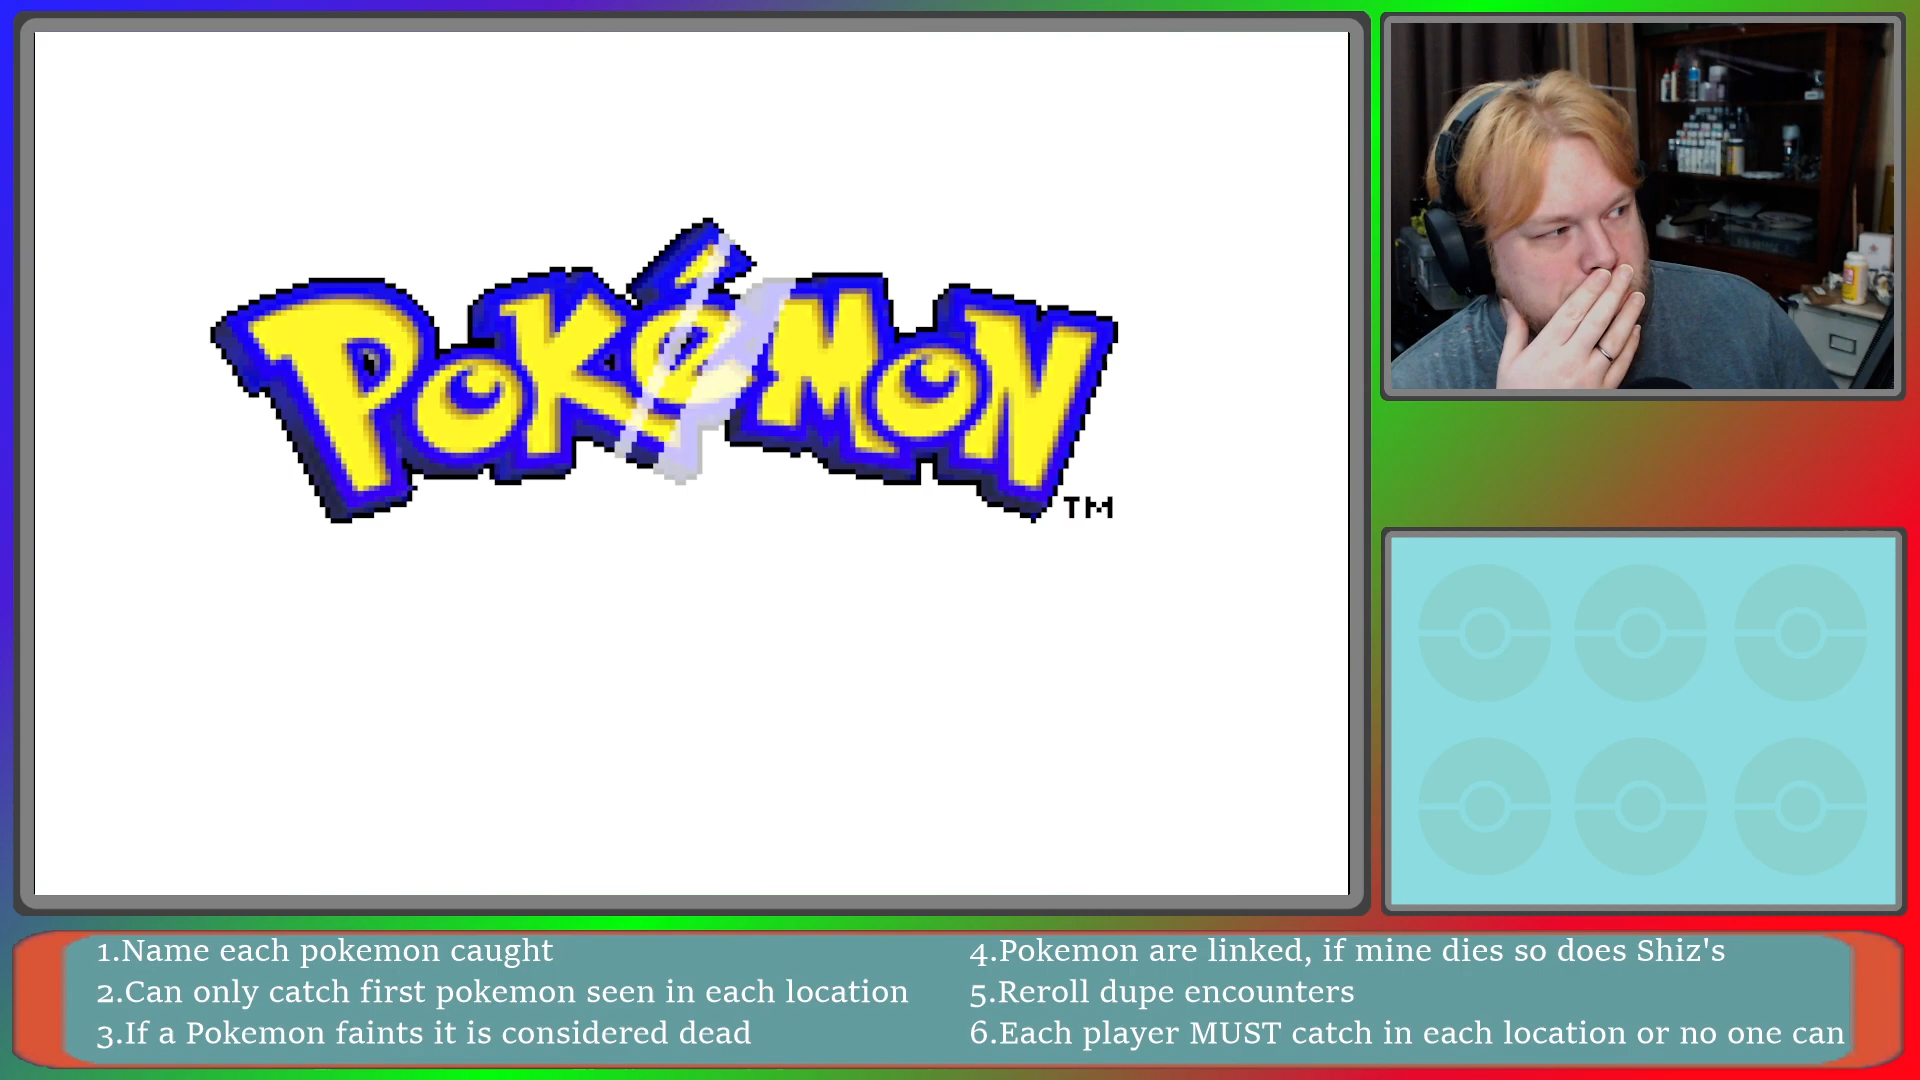 POKéMON
TM
1.Name each pokemon caught
2.Can only catch first pokemon seen in each location
3.If a Pokemon faints it is considered dead
4.Pokemon are linked, if mine dies so does Shiz's
5.Reroll dupe encounters
6.Each player MUST catch in each location or no one can